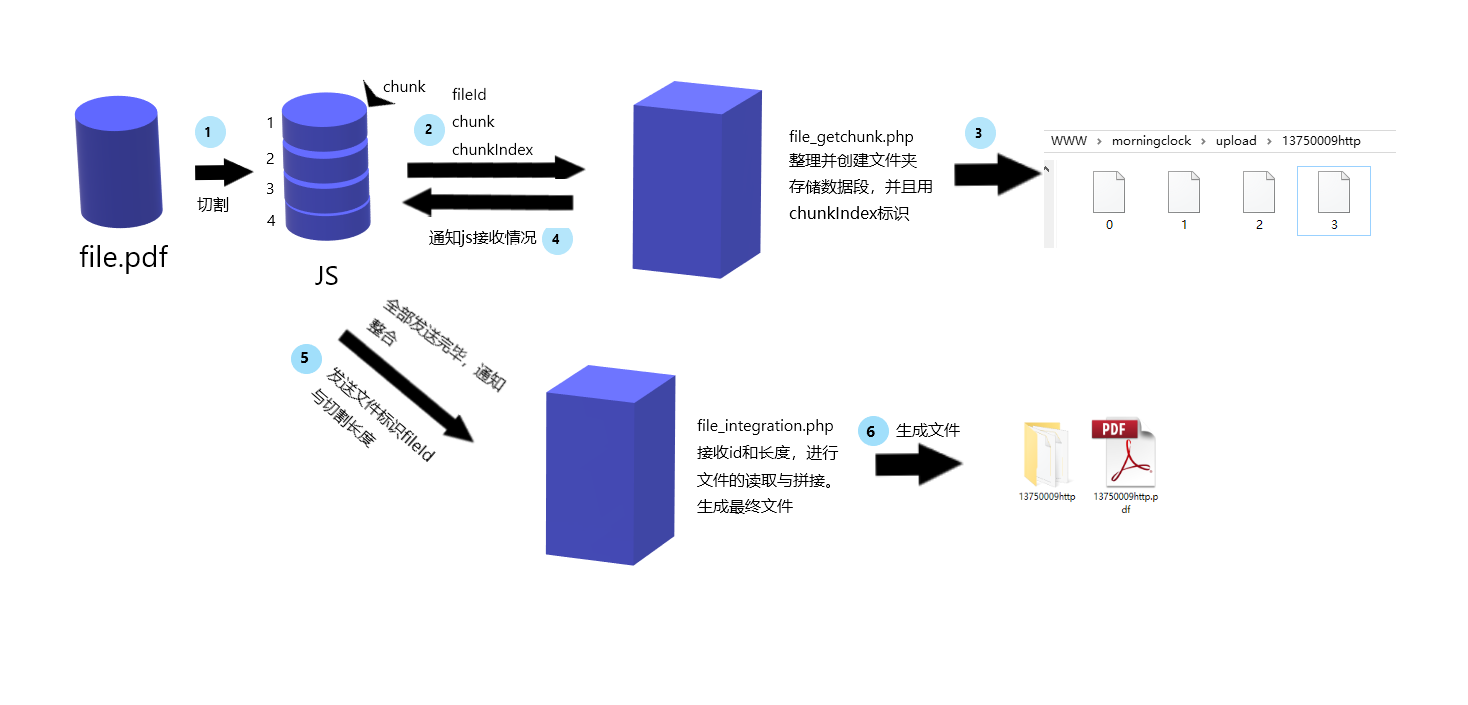 file.pdf
1
切割
1
2
3
4
JS
chunk
2
fileId
chunk
chunkIndex
通知js接收情况
4
file_getchunk.php
整理并创建文件夹
存储数据段，并且用
chunkIndex标识
3
WWW > morningclock > upload > 13750009http
0
1
2
3
5
全部发送完毕，通知
整合
发送文件标识fileId
与切割长度
file_integration.php
接收id和长度，进行
文件的读取与拼接。
生成最终文件
6
生成文件
13750009http
PDF
13750009http.p
df